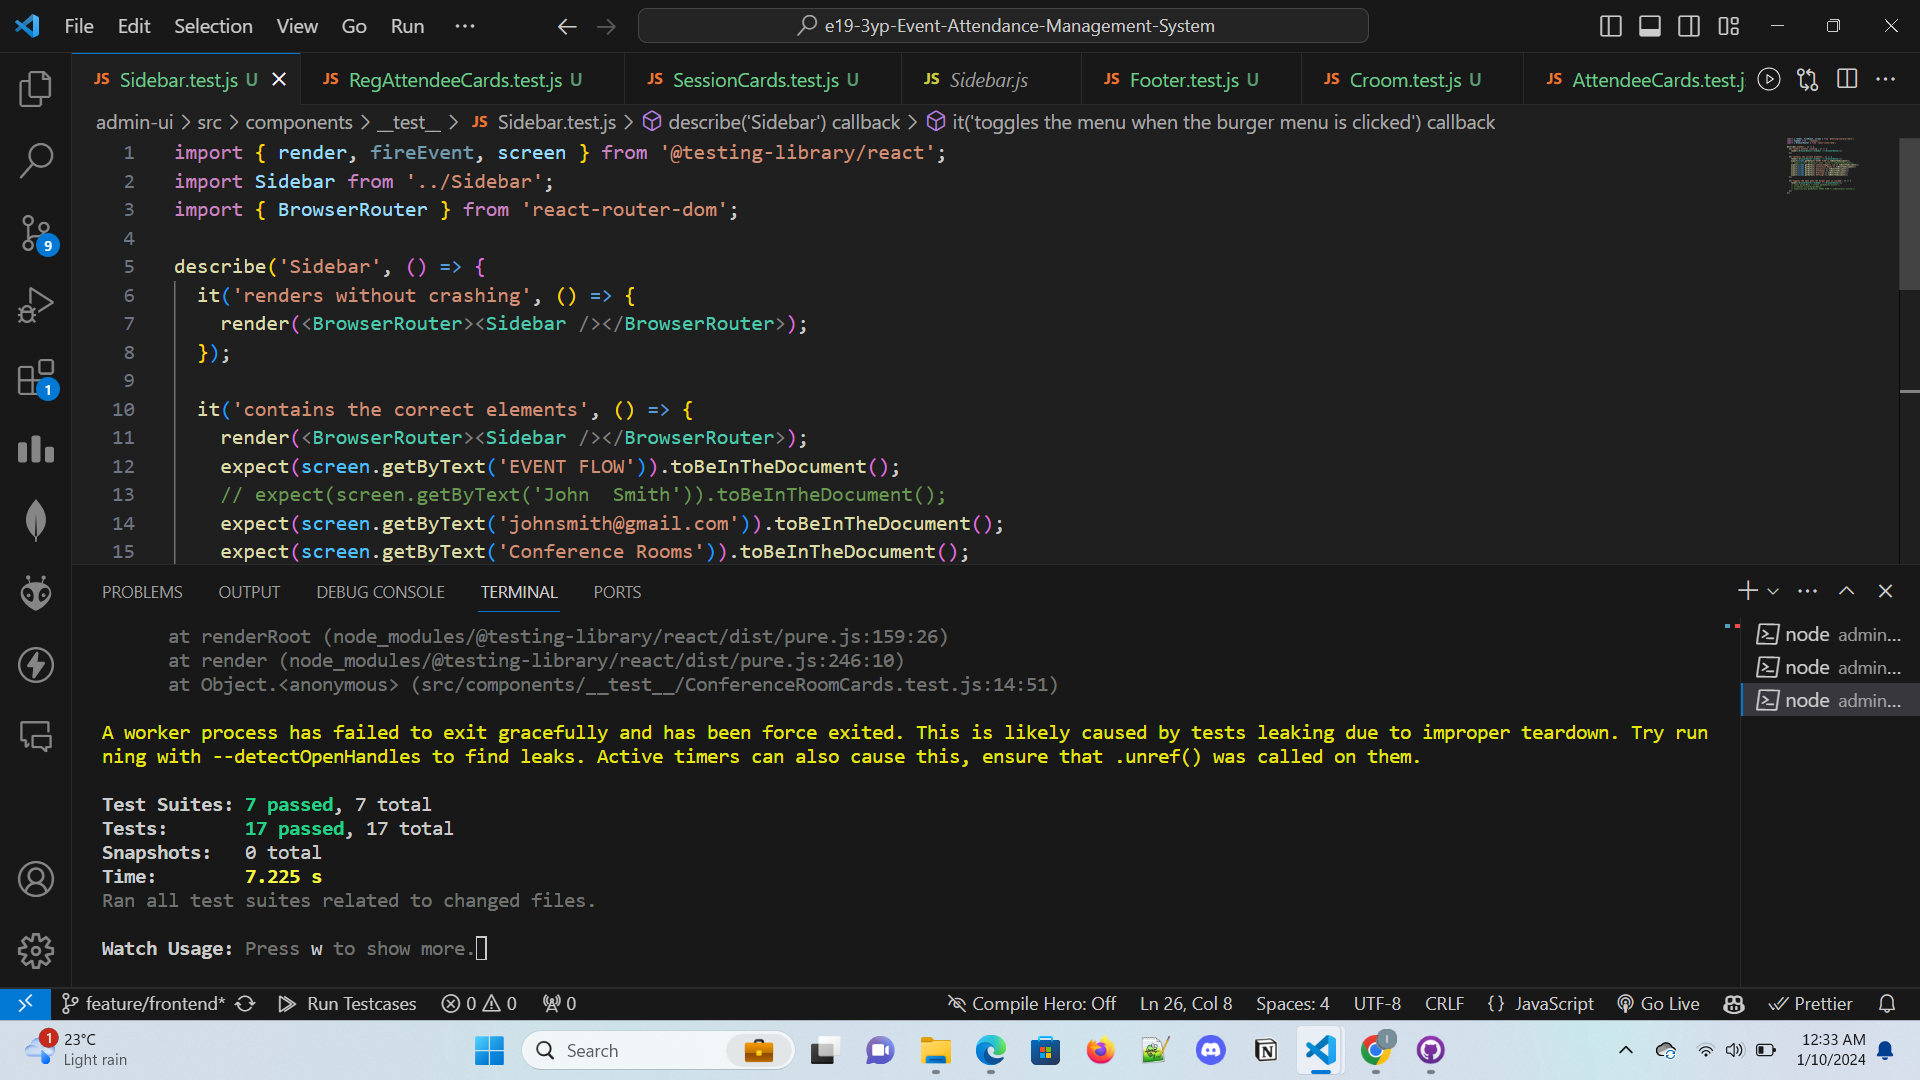 File Edit Selection View Go Run ··· e19-3yp-Event-Attendance-Management-System
JS Sidebar.test.js U JS RegAttendeeCards.test.js U JS SessionCards.test.js U JS Sidebar.js JS Footer.test.js U JS Croom.test.js U JS AttendeeCards.test.j
admin-ui > src > components > __test__ > JS Sidebar.test.js > describe('Sidebar') callback > it('toggles the menu when the burger menu is clicked') callback
1 import { render, fireEvent, screen } from '@testing-library/react';
2 import Sidebar from '../Sidebar';
3 import { BrowserRouter } from 'react-router-dom';
4
5 describe('Sidebar', () => {
6 it('renders without crashing', () => {
7 render(<BrowserRouter><Sidebar /></BrowserRouter>);
8 });
9
10 it('contains the correct elements', () => {
11 render(<BrowserRouter><Sidebar /></BrowserRouter>);
12 expect(screen.getByText('EVENT FLOW')).toBeInTheDocument();
13 // expect(screen.getByText('John  Smith')).toBeInTheDocument();
14 expect(screen.getByText('johnsmith@gmail.com')).toBeInTheDocument();
15 expect(screen.getByText('Conference Rooms')).toBeInTheDocument();
9
1
PROBLEMS OUTPUT DEBUG CONSOLE TERMINAL PORTS
at renderRoot (node_modules/@testing-library/react/dist/pure.js:159:26)
at render (node_modules/@testing-library/react/dist/pure.js:246:10)
at Object.<anonymous> (src/components/__test__/ConferenceRoomCards.test.js:14:51)
A worker process has failed to exit gracefully and has been force exited. This is likely caused by tests leaking due to improper teardown. Try run
ning with --detectOpenHandles to find leaks. Active timers can also cause this, ensure that .unref() was called on them.
Test Suites: 7 passed, 7 total
Tests: 17 passed, 17 total
Snapshots: 0 total
Time: 7.225 s
Ran all test suites related to changed files.
Watch Usage: Press w to show more.
node admin...
node admin...
node admin...
feature/frontend* Run Testcases 0 0 0 Compile Hero: Off Ln 26, Col 8 Spaces: 4 UTF-8 CRLF {} JavaScript Go Live Prettier
1 23°C
Light rain
Search
12:33 AM
1/10/2024